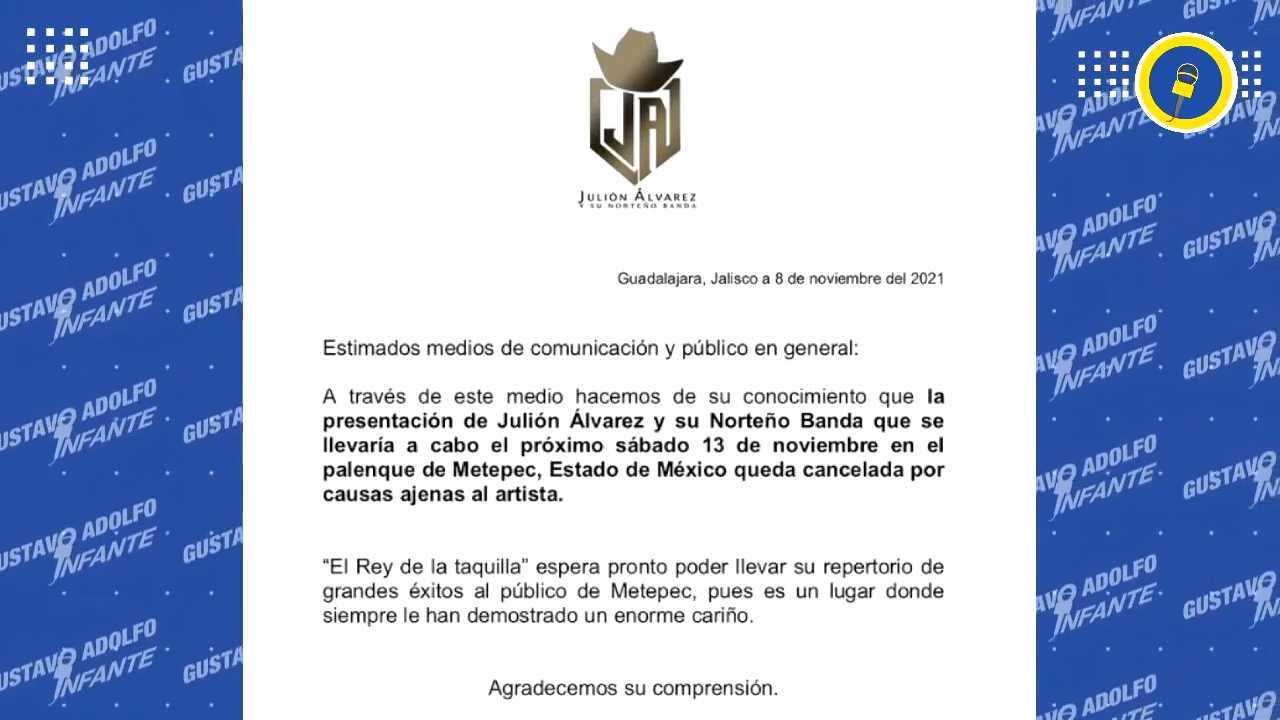 JA
JULIÓN ÁLVAREZ
Y SU NORTEÑO BANDA
Guadalajara, Jalisco a 8 de noviembre del 2021
Estimados medios de comunicación y público en general:
A través de este medio hacemos de su conocimiento que la
presentación de Julión Álvarez y su Norteño Banda que se
llevaría a cabo el próximo sábado 13 de noviembre en el
palenque de Metepec, Estado de México queda cancelada por
causas ajenas al artista.
“El Rey de la taquilla” espera pronto poder llevar su repertorio de
grandes éxitos al público de Metepec, pues es un lugar donde
siempre le han demostrado un enorme cariño.
Agradecemos su comprensión.
GUSTAVO ADOLFO
INFANTE